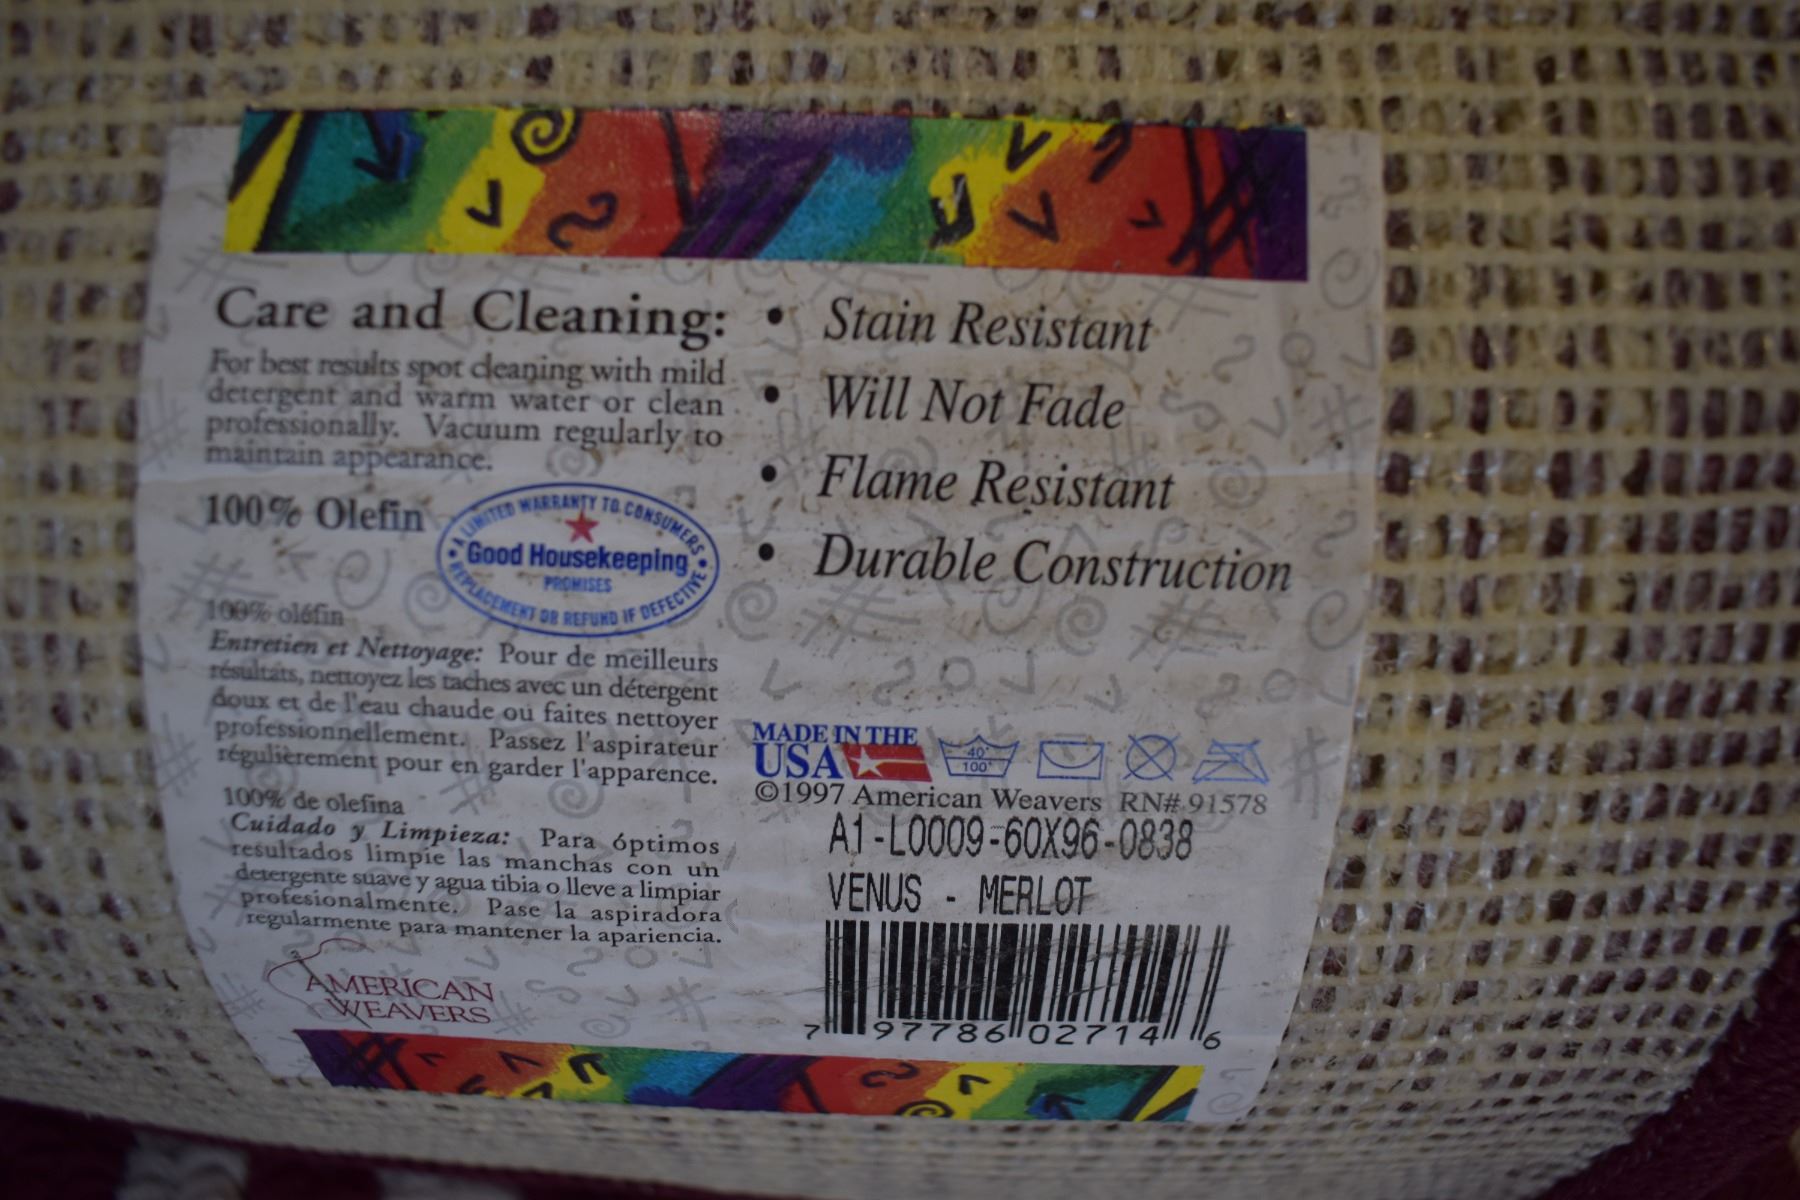 Care and Cleaning:
For best results spot cleaning with mild
detergent and warm water or clean
professionally. Vacuum regularly to
maintain appearance.
100% Olefin
A LIMITED WARRANTY TO CONSUMERS
Good Housekeeping
PROMISES
REPLACEMENT OR REFUND IF DEFECTIVE
100% oléfin
Entretien et Nettoyage: Pour de meilleurs
résultats, nettoyez les taches avec un détergent
doux et de l'eau chaude ou faites nettoyer
professionnellement. Passez l'aspirateur
régulièrement pour en garder l'apparence.
100% de olefina
Cuidado y Limpieza: Para óptimos
resultados limpie las manchas con un
detergente suave y agua tibia o lleve a limpiar
profesionalmente. Pase la aspiradora
regularmente para mantener la apariencia.
AMERICAN
WEAVERS
• Stain Resistant
• Will Not Fade
• Flame Resistant
• Durable Construction
MADE IN THE
USA
40°
100°
©1997 American Weavers RN# 91578
A1-L0009-60X96-0838
VENUS - MERLOT
7 97786 02714 6